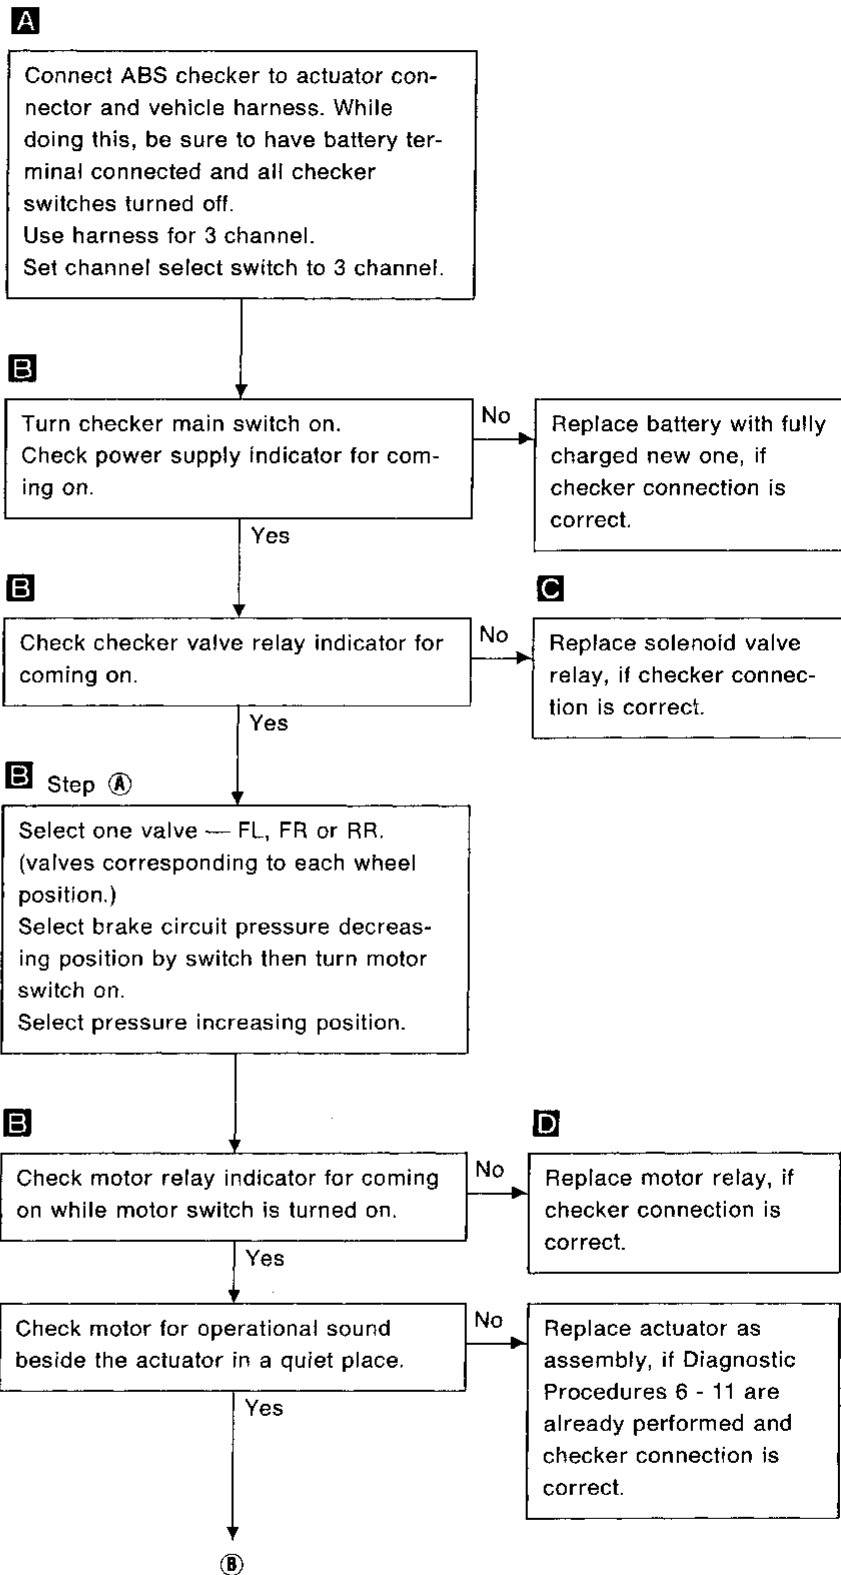 A
Connect ABS checker to actuator con-
nector and vehicle harness. While
doing this, be sure to have battery ter-
minal connected and all checker
switches turned off.
Use harness for 3 channel.
Set channel select switch to 3 channel.
B
Turn checker main switch on.
Check power supply indicator for com-
ing on.
No
Replace battery with fully
charged new one, if
checker connection is
correct.
Yes
B
Check checker valve relay indicator for
coming on.
No
C
Replace solenoid valve
relay, if checker connec-
tion is correct.
Yes
B Step Ⓐ
Select one valve — FL, FR or RR.
(valves corresponding to each wheel
position.)
Select brake circuit pressure decreas-
ing position by switch then turn motor
switch on.
Select pressure increasing position.
B
Check motor relay indicator for coming
on while motor switch is turned on.
No
D
Replace motor relay, if
checker connection is
correct.
Yes
Check motor for operational sound
beside the actuator in a quiet place.
No
Replace actuator as
assembly, if Diagnostic
Procedures 6 - 11 are
already performed and
checker connection is
correct.
Yes
Ⓑ